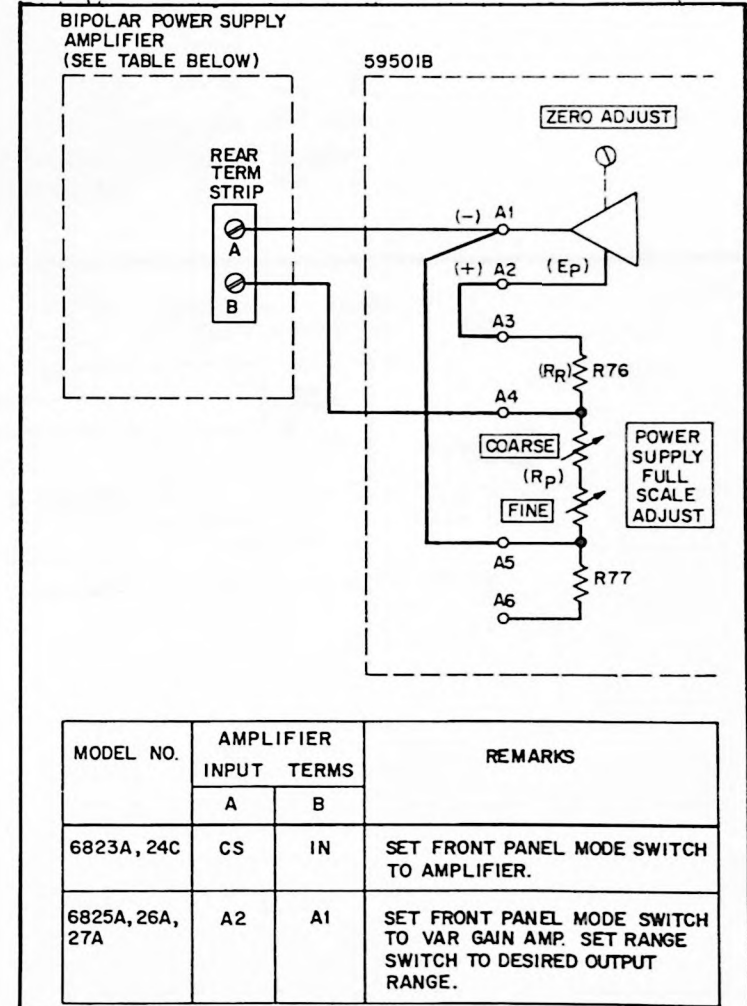 BIPOLAR POWER SUPPLY
AMPLIFIER
(SEE TABLE BELOW)
59501B
ZERO ADJUST
REAR
TERM
STRIP
A
B
(-) A1
(+) A2 (EP)
A3
(RR) R76
A4
COARSE
(Rp)
FINE
POWER
SUPPLY
FULL
SCALE
ADJUST
A5
R77
A6
MODEL NO.
AMPLIFIER
INPUT TERMS
REMARKS
A B
6823A, 24C CS IN SET FRONT PANEL MODE SWITCH
TO AMPLIFIER.
6825A, 26A, A2 A1 SET FRONT PANEL MODE SWITCH
27A TO VAR GAIN AMP. SET RANGE
SWITCH TO DESIRED OUTPUT
RANGE.